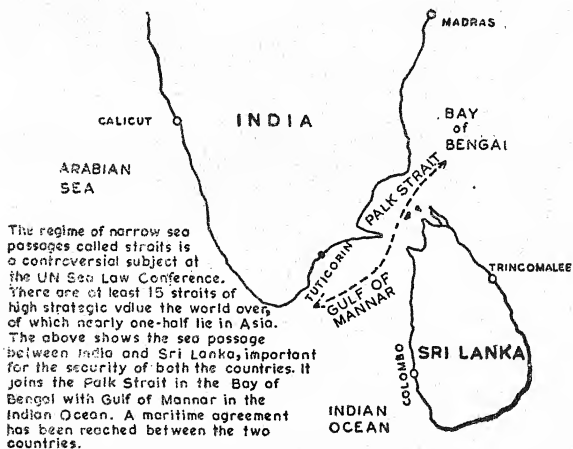 MADRAS
INDIA
CALICUT
BAY
of
BENGAL
ARABIAN
SEA
PALK STRAIT
The regime of narrow sea
passages called straits is
a controversial subject at
the UN Sea Law Conference.
There are at least 15 straits of
high strategic value the world over,
of which nearly one-half lie in Asia.
The above shows the sea passage
between India and Sri Lanka, important
for the security of both the countries. It
joins the Palk Strait in the Bay of
Bengal with Gulf of Mannar in the
Indian Ocean. A maritime agreement
has been reached between the two
countries.
TUTICORIN
GULF OF
MANNAR
TRINCOMALEE
SRI LANKA
COLOMBO
INDIAN
OCEAN